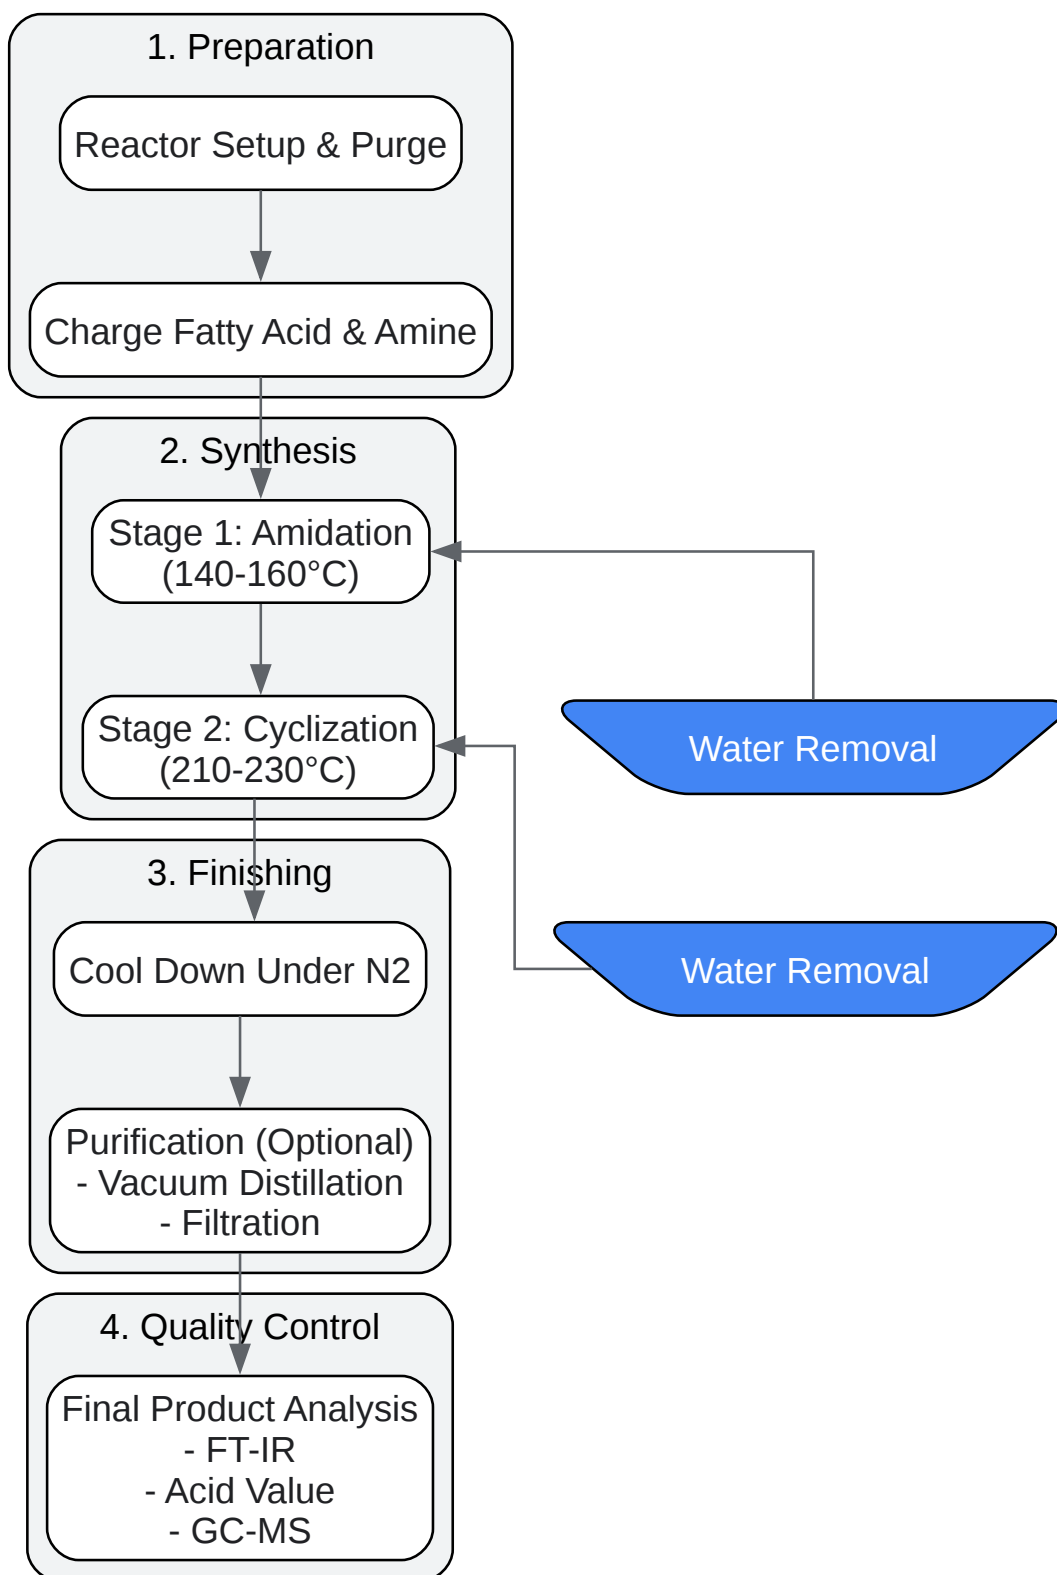 1. Preparation
Reactor Setup & Purge
Charge Fatty Acid & Amine
2. Synthesis
Stage 1: Amidation
(140-160°C)
Stage 2: Cyclization
(210-230°C)
Water Removal
3. Finishing
Cool Down Under N2
Water Removal
Purification (Optional)
- Vacuum Distillation
- Filtration
4. Quality Control
Final Product Analysis
- FT-IR
- Acid Value
- GC-MS